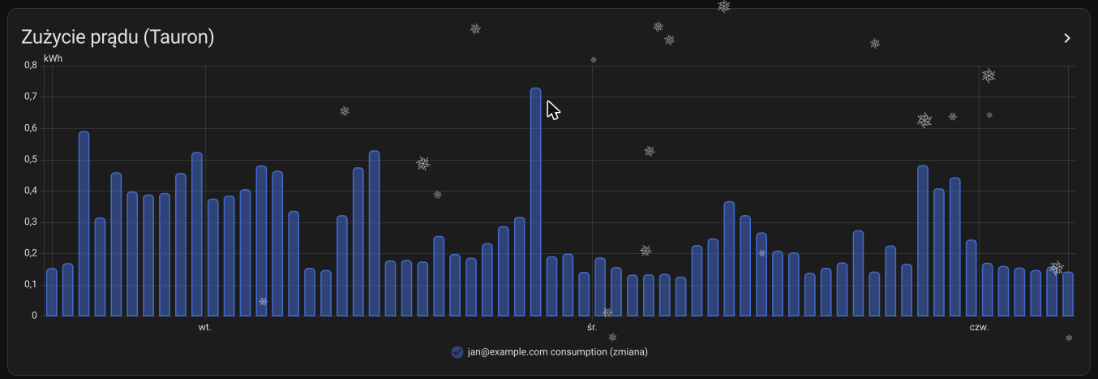 Zużycie prądu (Tauron)
kWh
0,8
0,7
0,6
0,5
0,4
0,3
0,2
0,1
0
wt.
śr.
czw.
jan@example.com consumption (zmiana)